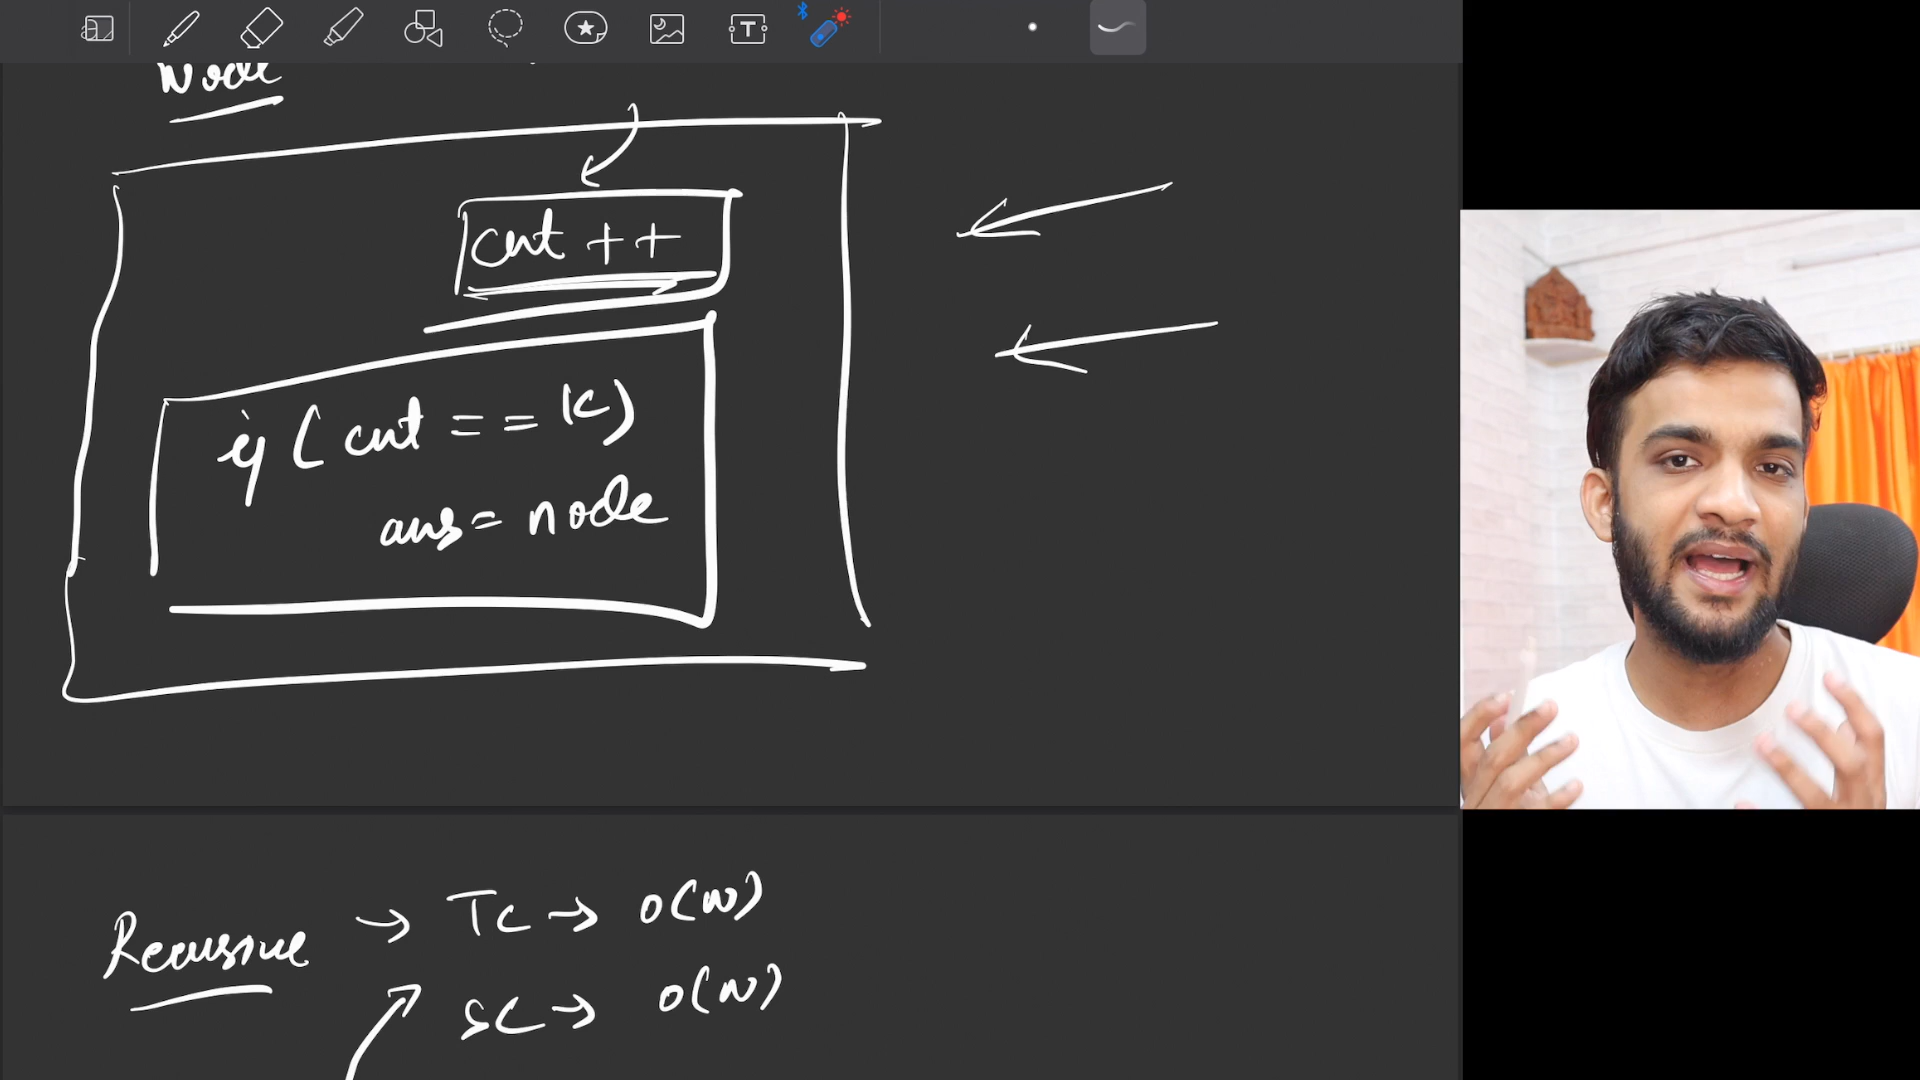 Node
cnt ++
if ( cnt == K)
ans = node
Recursive → TC → O(N)
SC → O(N)
T